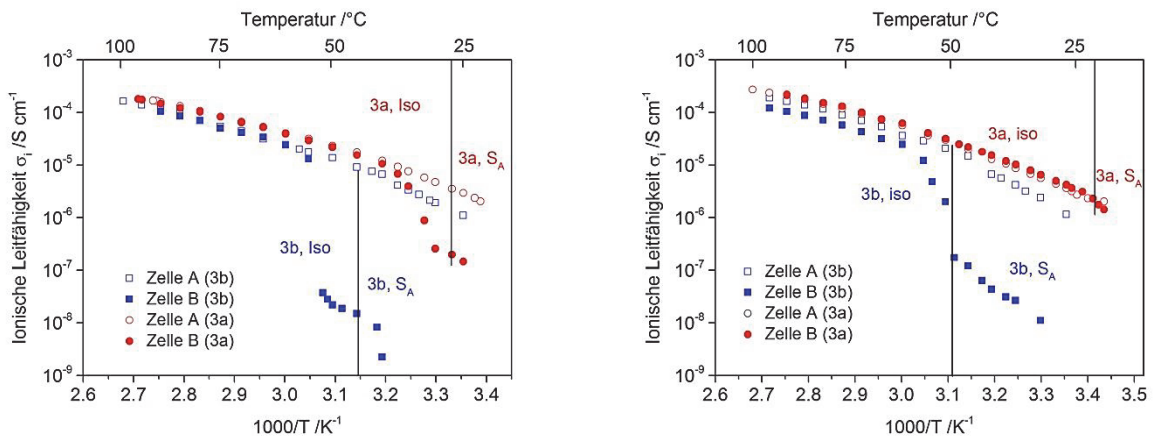 Temperatur /°C
100 75 50 25
Ionische Leitfähigkeit σi /S cm-1
10-3
10-4
10-5
10-6
10-7
10-8
10-9
3a, Iso
3a, SA
3b, Iso
3b, SA
Zelle A (3b)
Zelle B (3b)
Zelle A (3a)
Zelle B (3a)
2.6 2.7 2.8 2.9 3.0 3.1 3.2 3.3 3.4
1000/T /K-1
Temperatur /°C
100 75 50 25
Ionische Leitfähigkeit σi /S cm-1
10-3
10-4
10-5
10-6
10-7
10-8
10-9
3a, iso
3a, SA
3b, iso
3b, SA
Zelle A (3b)
Zelle B (3b)
Zelle A (3a)
Zelle B (3a)
2.6 2.7 2.8 2.9 3.0 3.1 3.2 3.3 3.4 3.5
1000/T /K-1